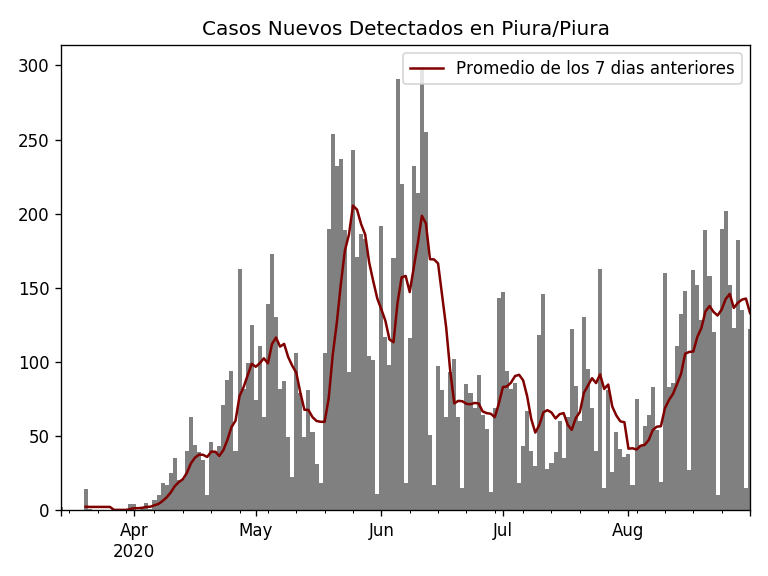 Casos Nuevos Detectados en Piura/Piura
Promedio de los 7 dias anteriores
300
250
200
150
100
50
0
Apr May Jun Jul Aug
2020